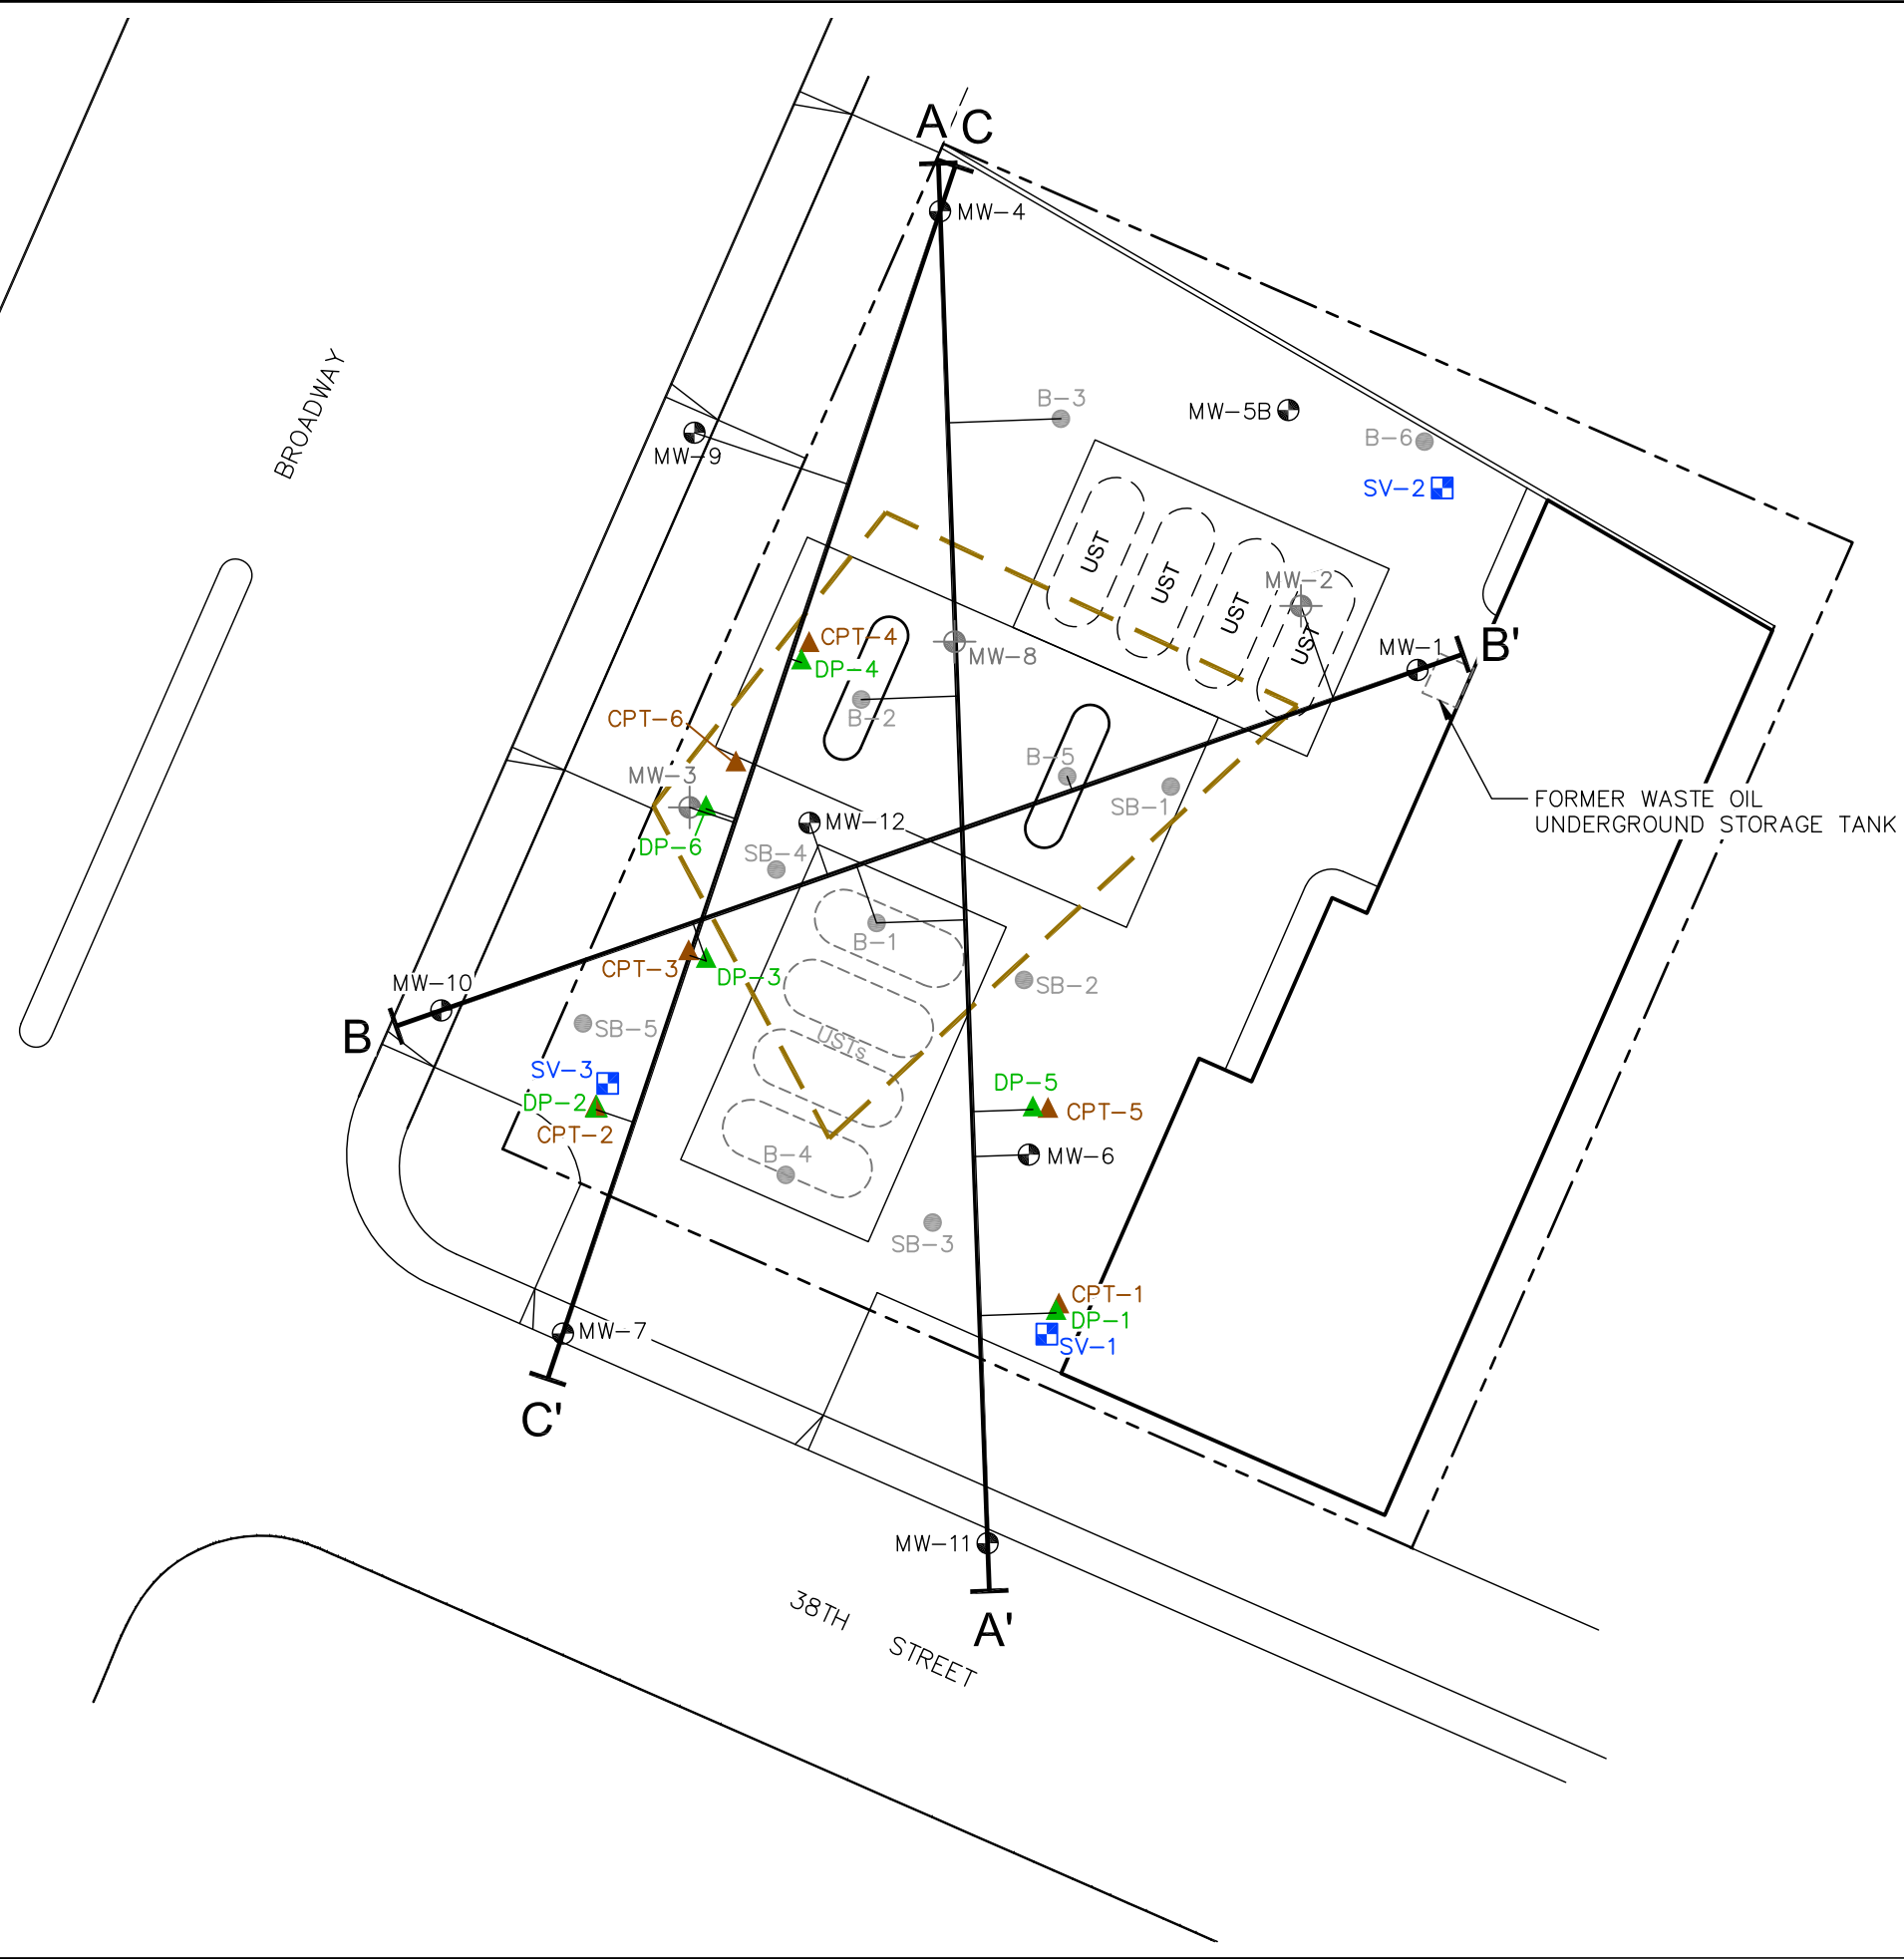 A C
MW-4
BROADWAY
B-3
MW-5B
B-6
MW-9
SV-2
UST
UST
UST
UST
MW-2
CPT-4
DP-4
MW-8
MW-1
B'
B-2
CPT-6
B-5
MW-3
SB-1
FORMER WASTE OIL
UNDERGROUND STORAGE TANK
MW-12
DP-6
SB-4
B-1
CPT-3
DP-3
MW-10
SB-2
B
SB-5
USTs
SV-3
DP-2
CPT-2
DP-5
CPT-5
B-4
MW-6
SB-3
CPT-1
DP-1
SV-1
MW-7
C'
MW-11
38TH STREET
A'